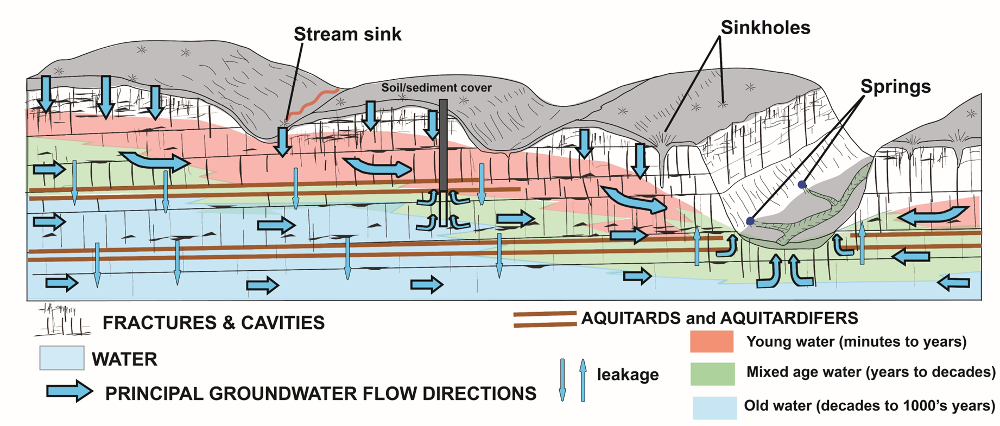 Stream sink
Sinkholes
Soil/sediment cover
Springs
FRACTURES & CAVITIES
AQUITARDS and AQUITARDIFERS
Young water (minutes to years)
WATER
Mixed age water (years to decades)
leakage
PRINCIPAL GROUNDWATER FLOW DIRECTIONS
Old water (decades to 1000's years)